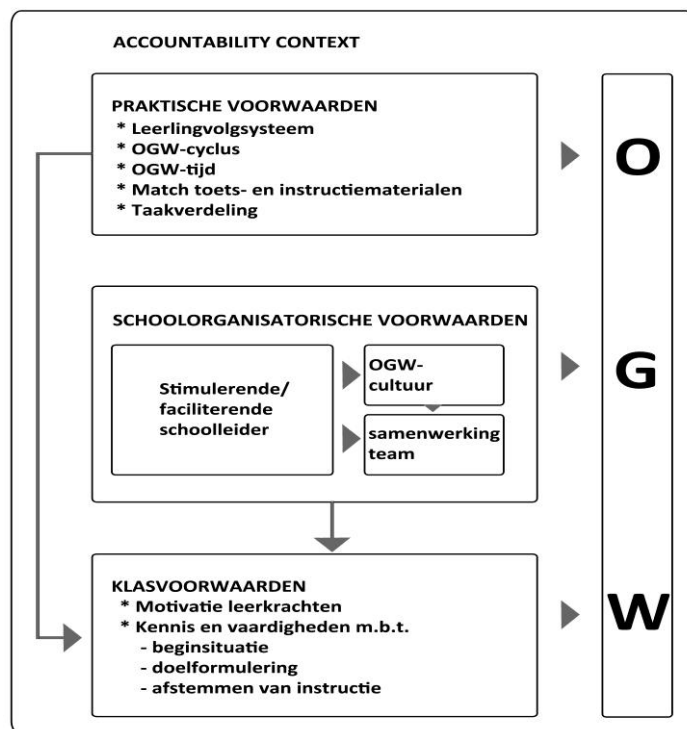 ACCOUNTABILITY CONTEXT
PRAKTISCHE VOORWAARDEN
* Leerlingvolgsysteem
* OGW-cyclus
* OGW-tijd
* Match toets- en instructiematerialen
* Taakverdeling
SCHOOLORGANISATORISCHE VOORWAARDEN
Stimulerende/
faciliterende
schoolleider
OGW-
cultuur
samenwerking
team
KLASVOORWAARDEN
* Motivatie leerkrachten
* Kennis en vaardigheden m.b.t.
- beginsituatie
- doelformulering
- afstemmen van instructie
O
G
W